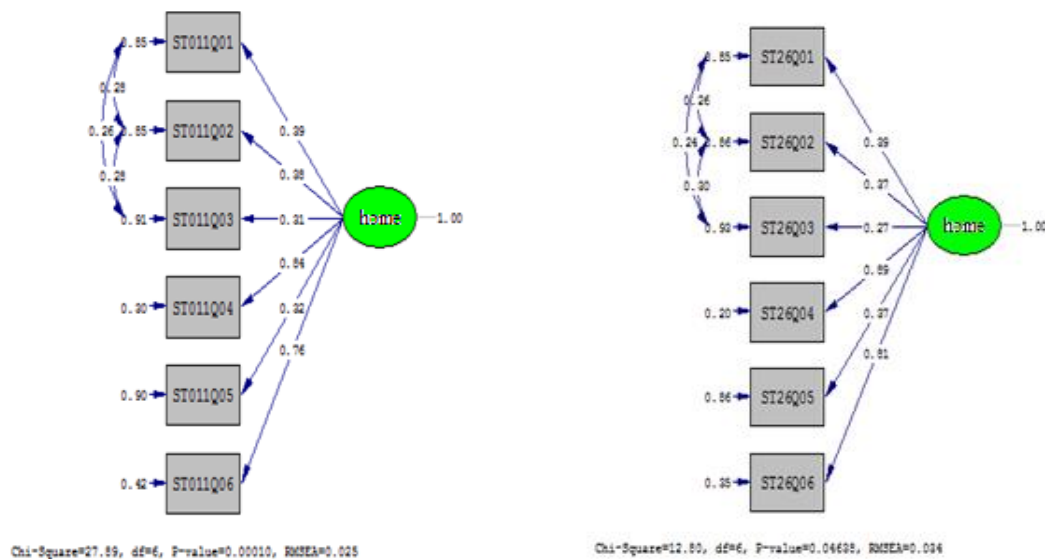 0.85
ST011Q01
0.28
0.39
0.26
0.85
ST011Q02
0.38
0.28
0.91
ST011Q03
0.31
home
1.00
0.84
0.30
ST011Q04
0.32
0.76
0.90
ST011Q05
0.42
ST011Q06
Chi-Square=27.89, df=6, P-value=0.00010, RMSEA=0.025
0.85
ST26Q01
0.26
0.39
0.24
0.86
ST26Q02
0.37
0.30
0.93
ST26Q03
0.27
home
1.00
0.89
0.20
ST26Q04
0.37
0.81
0.86
ST26Q05
0.35
ST26Q06
Chi-Square=12.80, df=6, P-value=0.04635, RMSEA=0.034